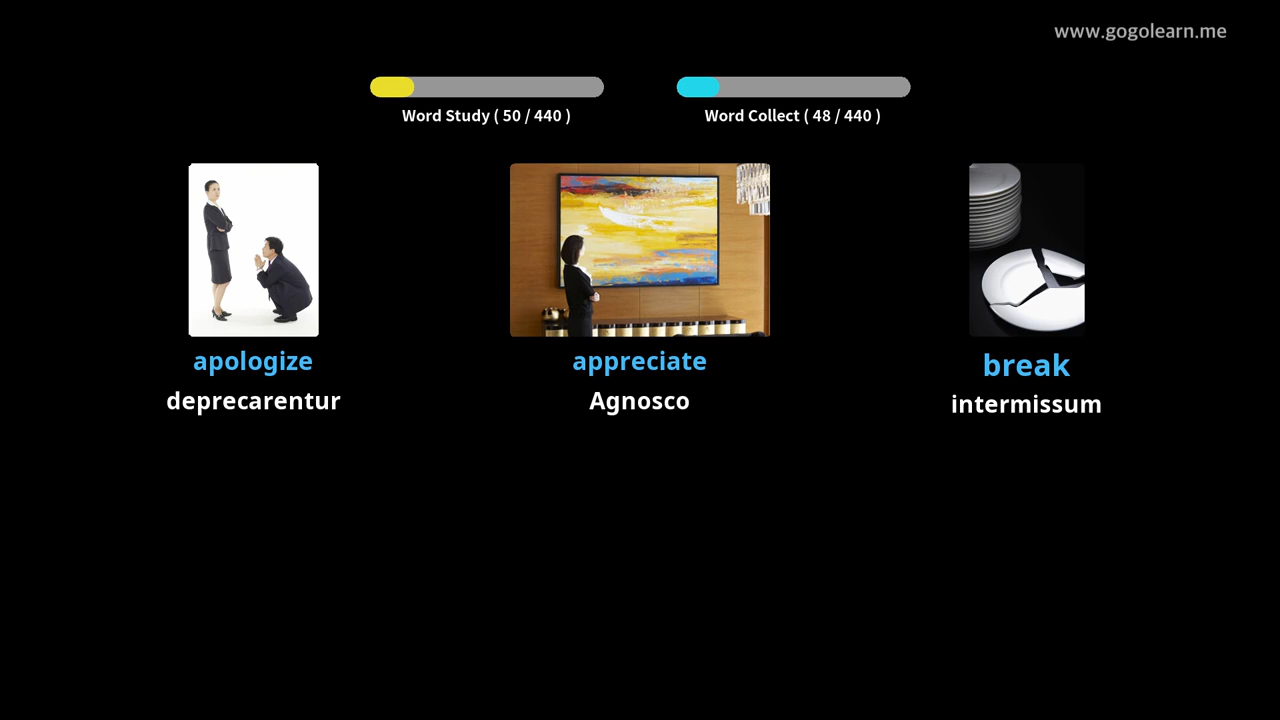 www.gogolearn.me
Word Study ( 50 / 440 )
Word Collect ( 48 / 440 )
apologize
deprecarentur
appreciate
Agnosco
break
intermissum